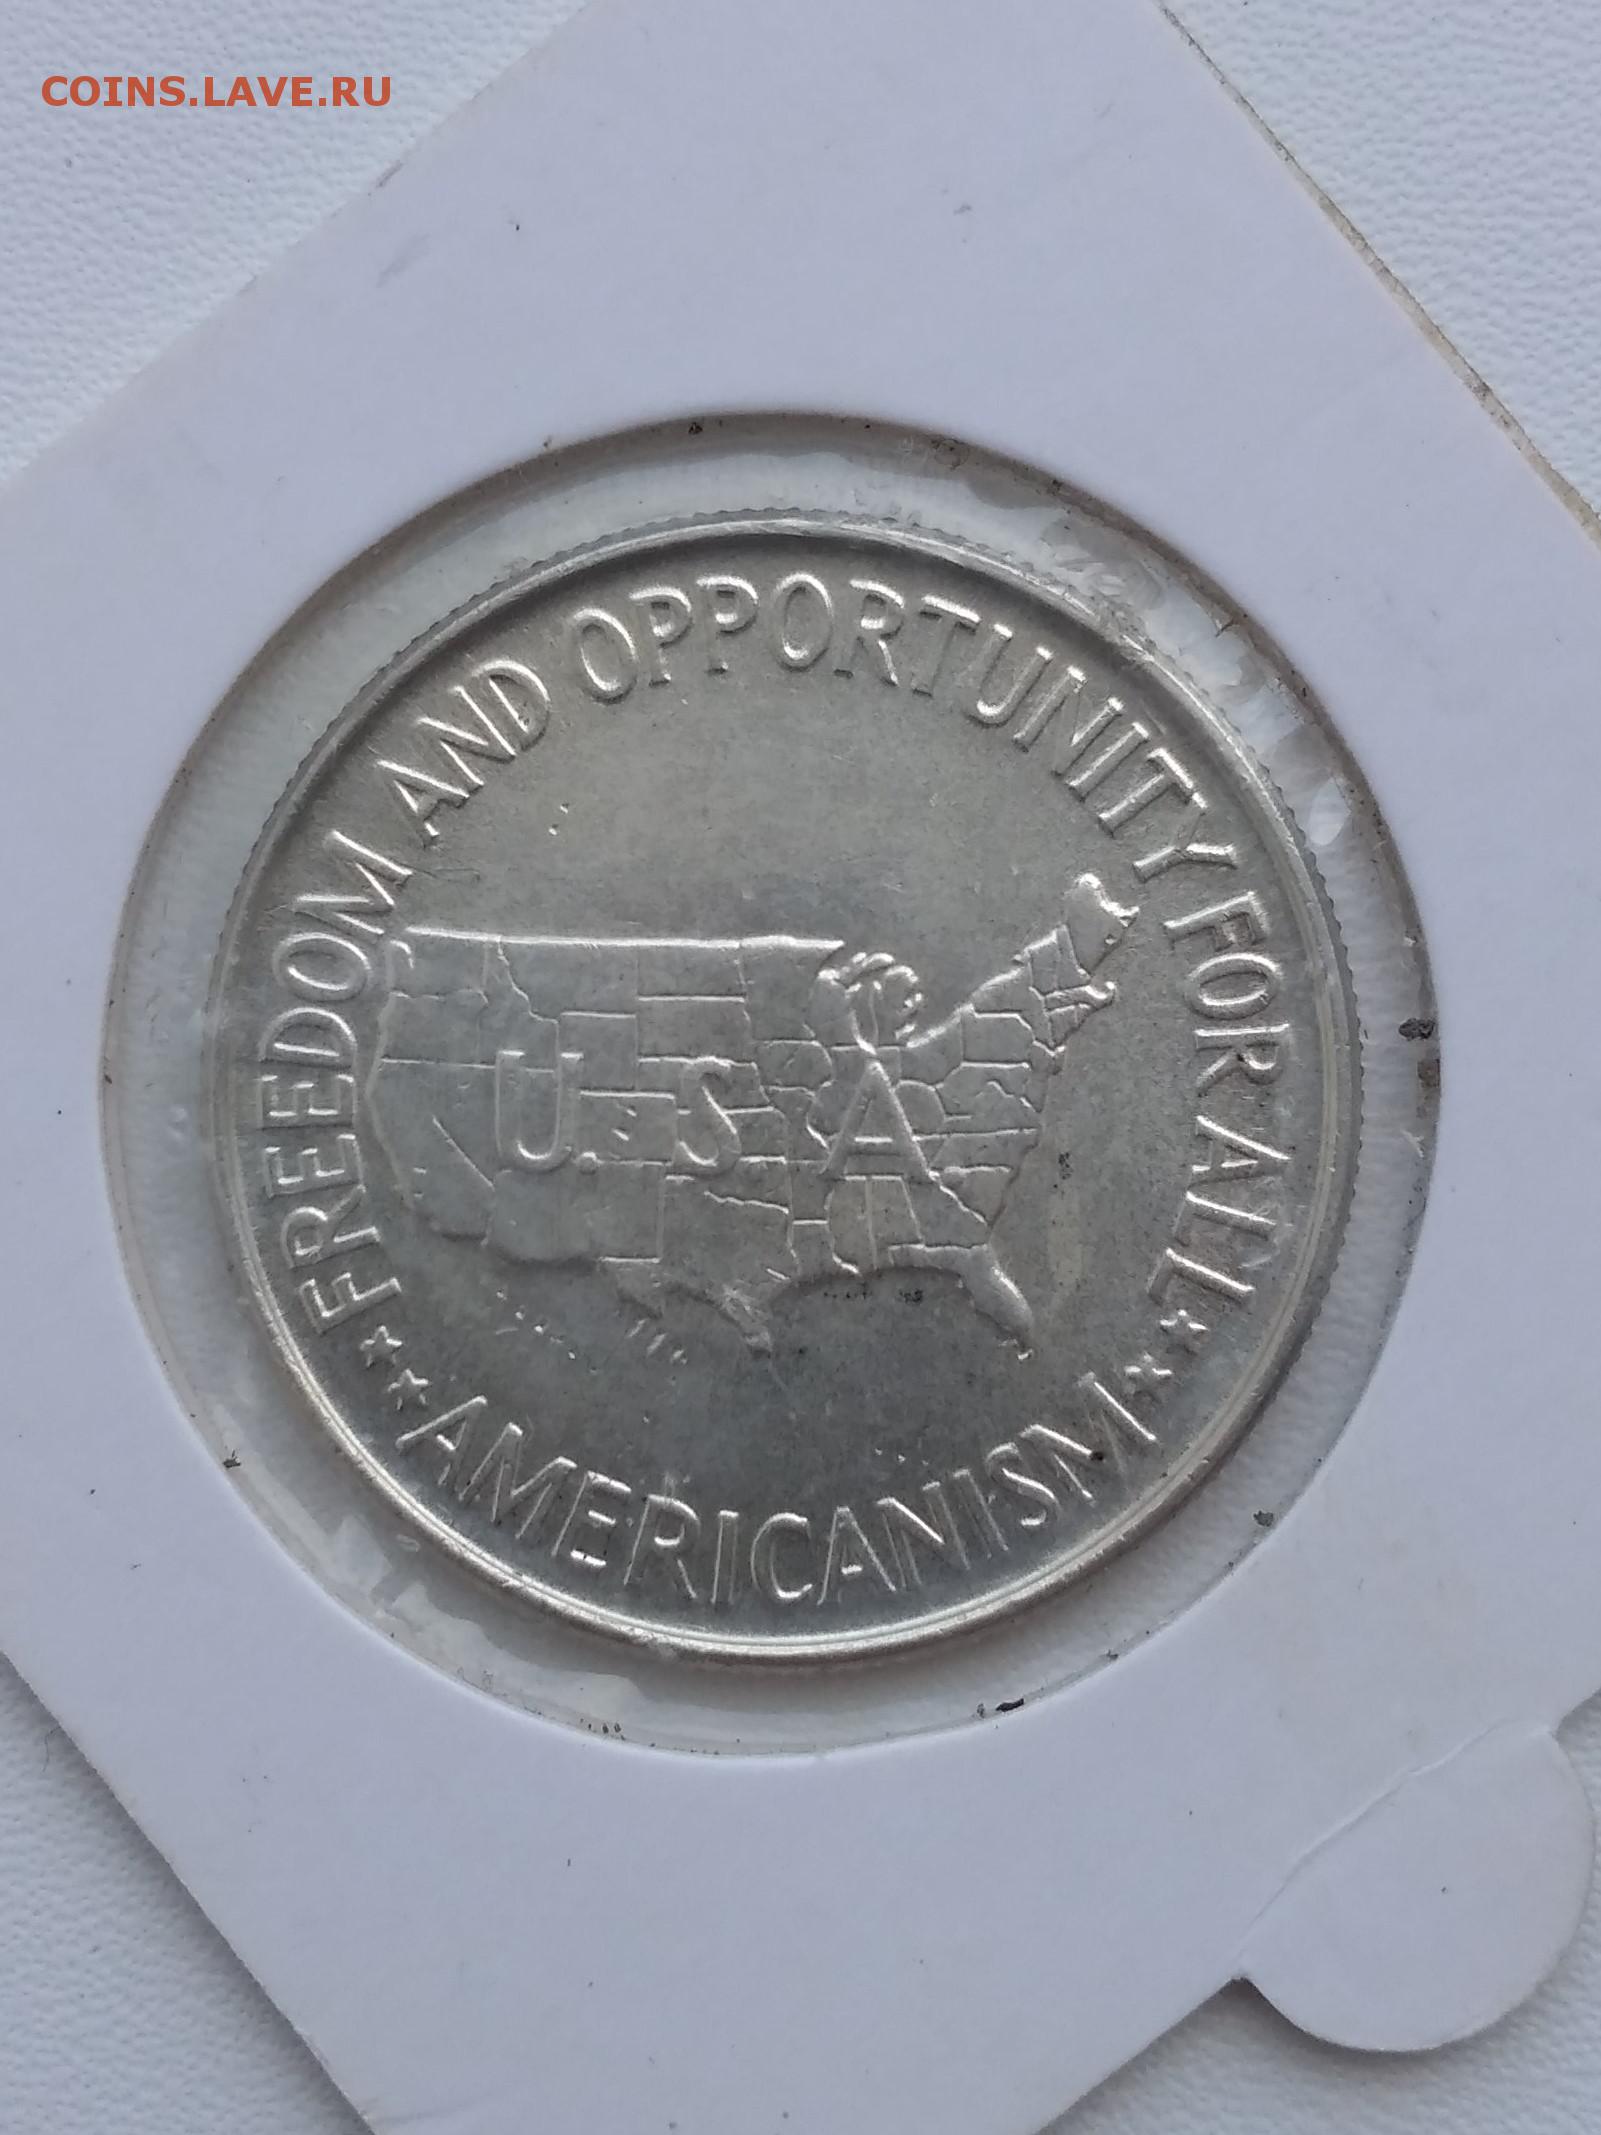 COINS.LAVE.RU
FREEDOM AND OPPORTUNITY FOR ALL
U.S.A
AMERICANISM